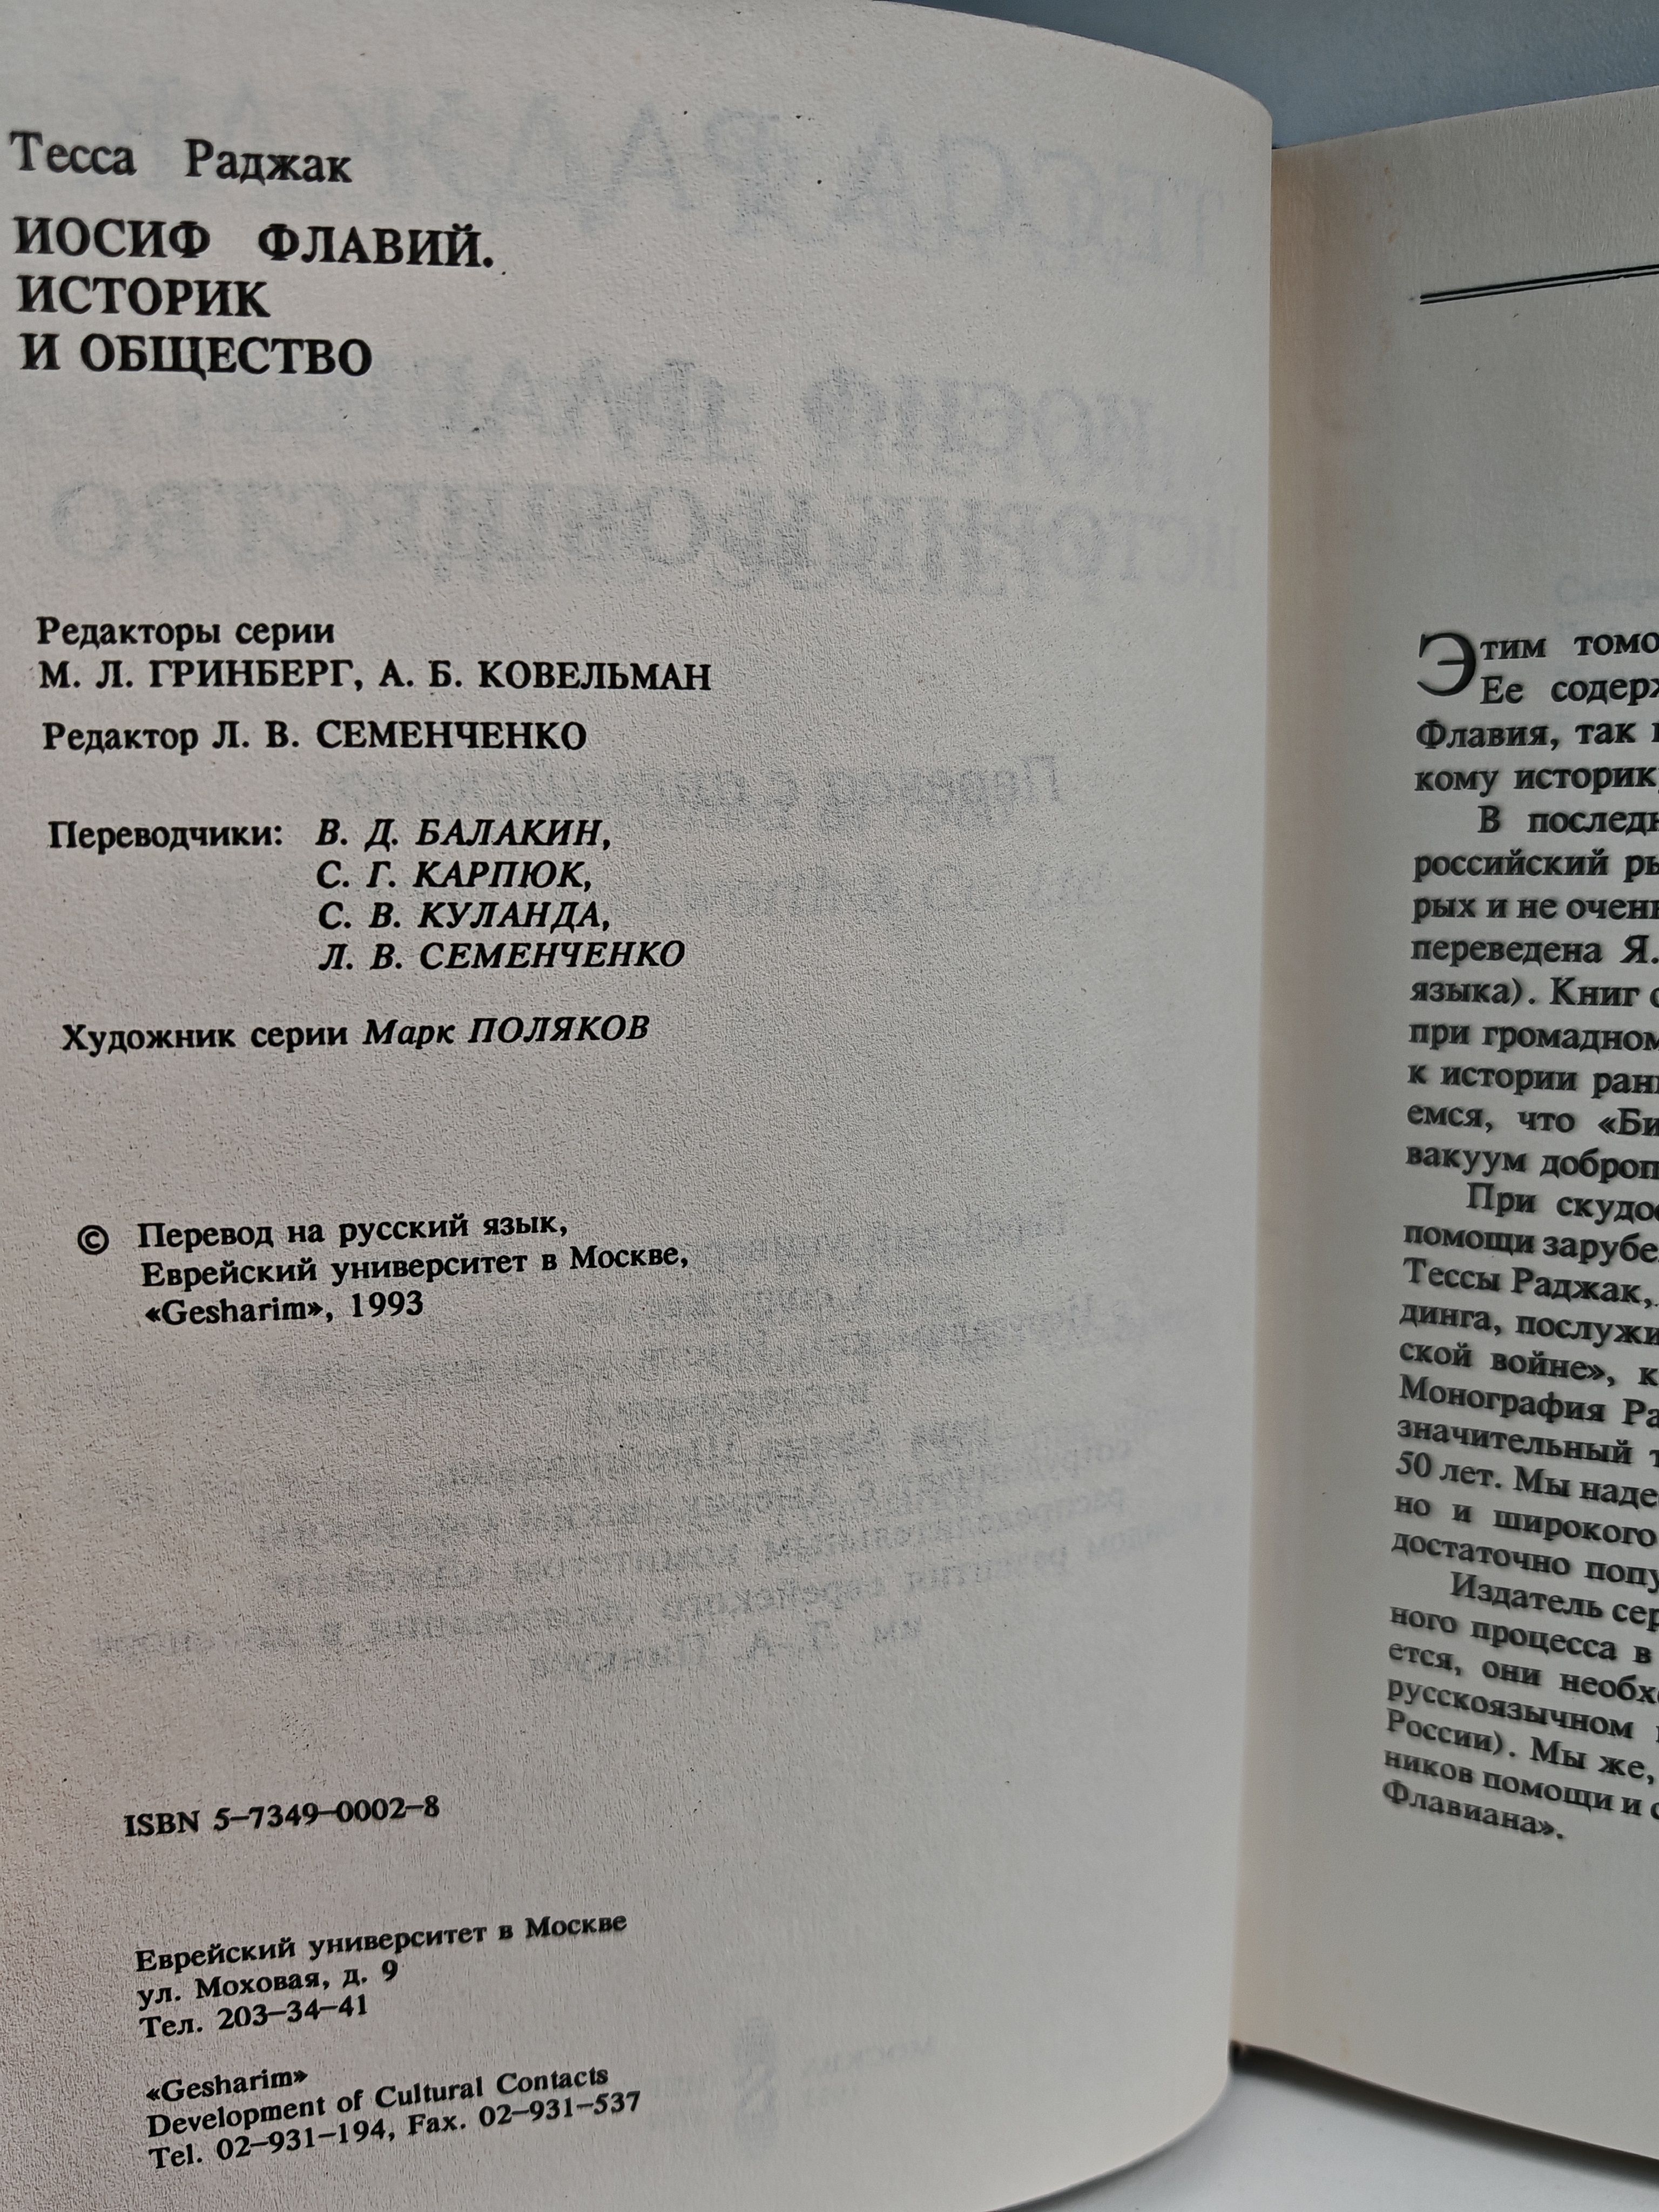 Тесса Раджак
ИОСИФ ФЛАВИЙ.
ИСТОРИК
И ОБЩЕСТВО
Редакторы серии
М. Л. ГРИНБЕРГ, А. Б. КОВЕЛЬМАН
Редактор Л. В. СЕМЕНЧЕНКО
Переводчики: В. Д. БАЛАКИН,
С. Г. КАРПЮК,
С. В. КУЛАНДА,
Л. В. СЕМЕНЧЕНКО
Художник серии Марк ПОЛЯКОВ
© Перевод на русский язык,
Еврейский университет в Москве,
«Gesharim», 1993
ISBN 5–7349–0002–8
Еврейский университет в Москве
ул. Моховая, д. 9
Тел. 203–34–41
«Gesharim»
Development of Cultural Contacts
Tel. 02–931–194, Fax. 02–931–537
Этим томо
Ее содерж
Флавия, так
кому историк
В последн
российский ры
рых и не очень
переведена Я.
языка). Книг
при громадном
к истории ран
емся, что «Би
вакуум доброп
При скудо
помощи зарубе
Тессы Раджак,
динга, послужи
ской войне», к
Монография Ра
значительный т
50 лет. Мы наде
но и широкого
достаточно попу
Издатель сер
ного процесса в
ется, они необх
русскоязычном
России). Мы же,
ников помощи и с
Флавиана».